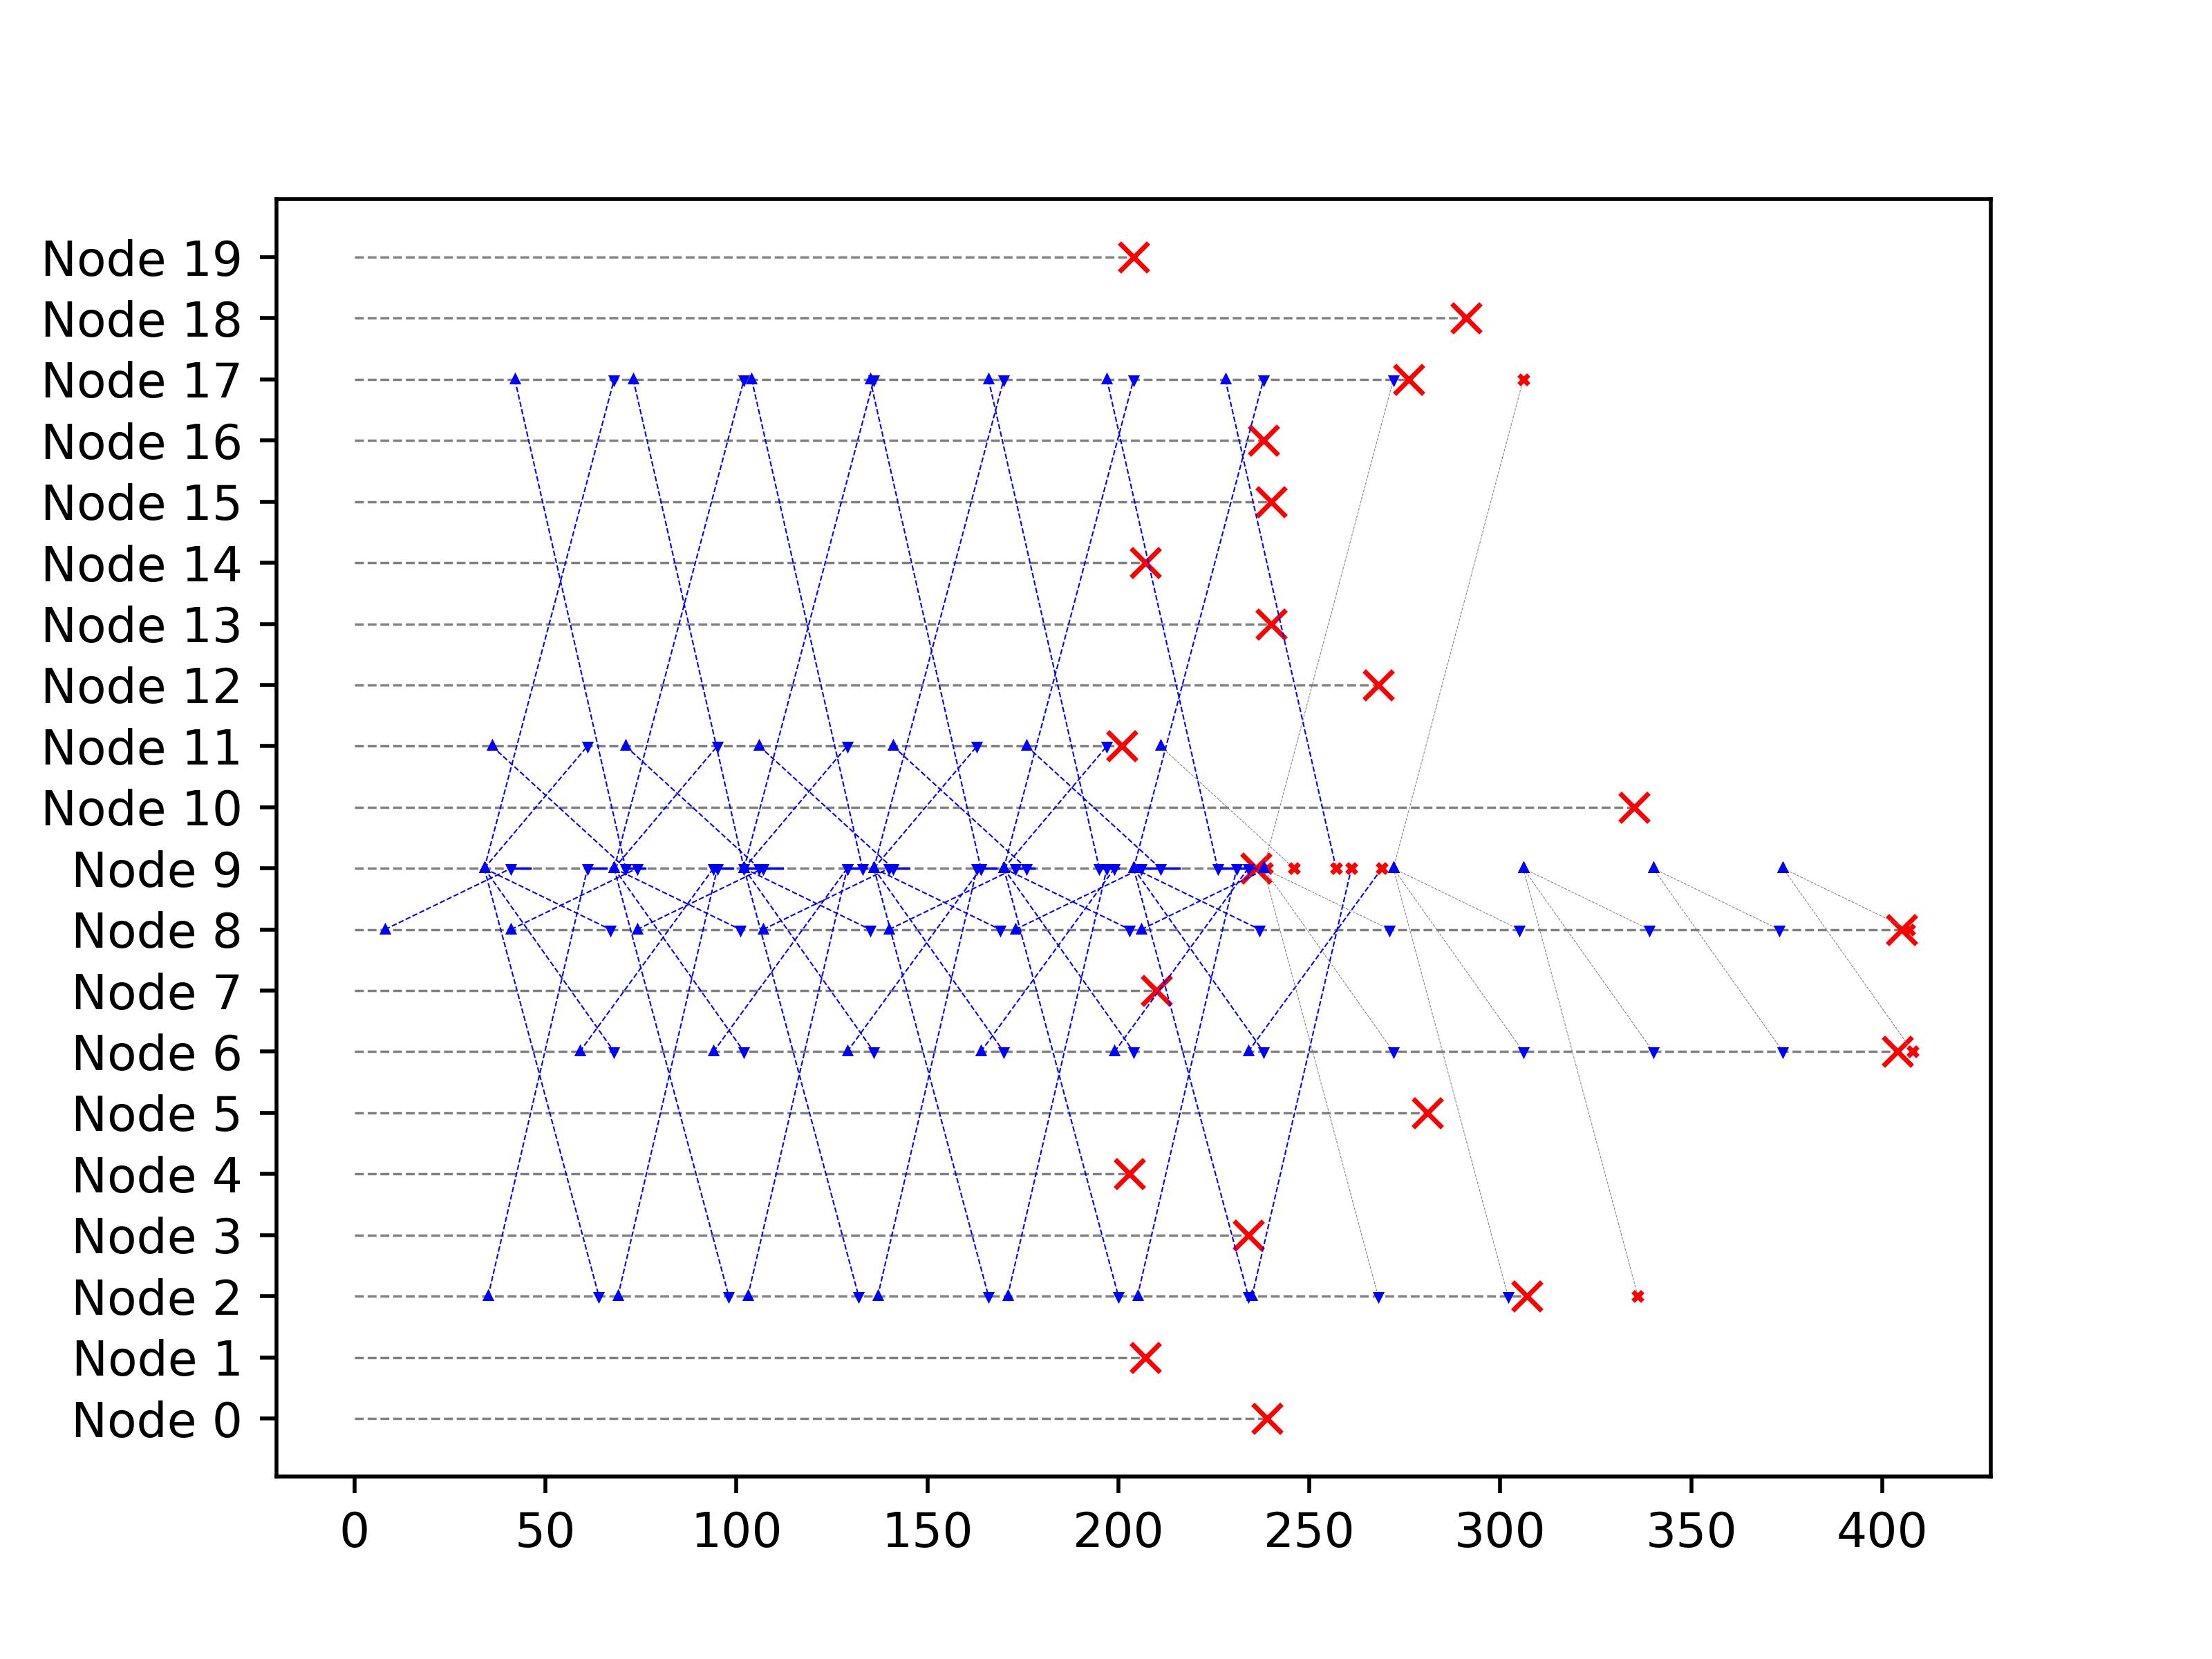 Node 19
Node 18
Node 17
Node 16
Node 15
Node 14
Node 13
Node 12
Node 11
Node 10
Node 9
Node 8
Node 7
Node 6
Node 5
Node 4
Node 3
Node 2
Node 1
Node 0
0 50 100 150 200 250 300 350 400